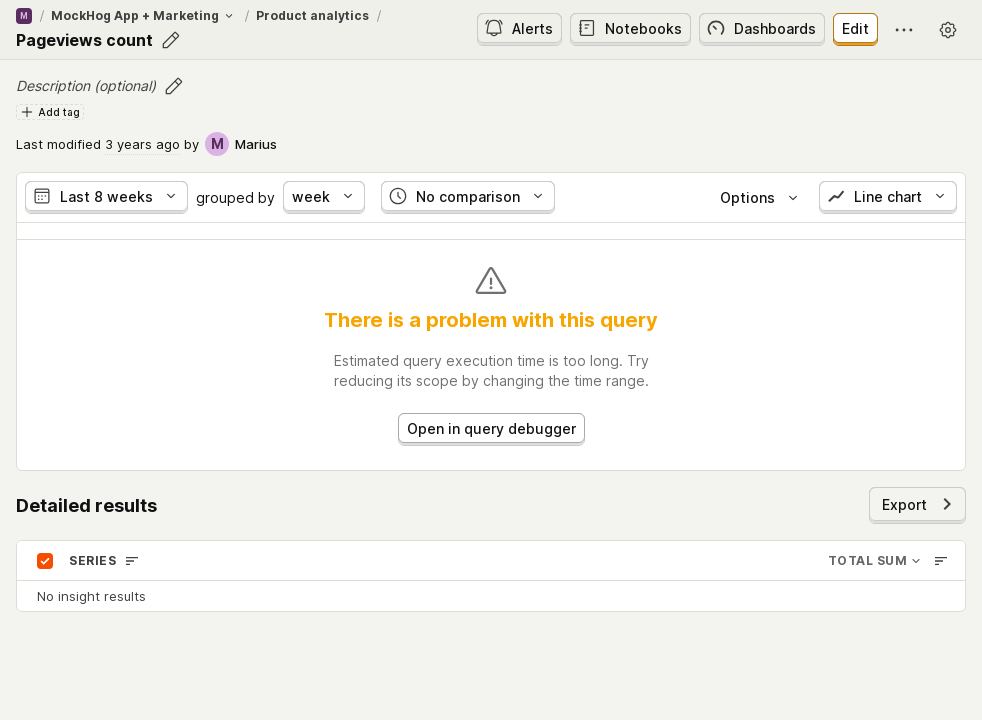 M / MockHog App + Marketing / Product analytics /
Pageviews count
Alerts Notebooks Dashboards Edit
Description (optional)
Add tag
Last modified 3 years ago by M Marius
Last 8 weeks grouped by week No comparison Options Line chart
There is a problem with this query
Estimated query execution time is too long. Try
reducing its scope by changing the time range.
Open in query debugger
Detailed results Export
SERIES TOTAL SUM
No insight results